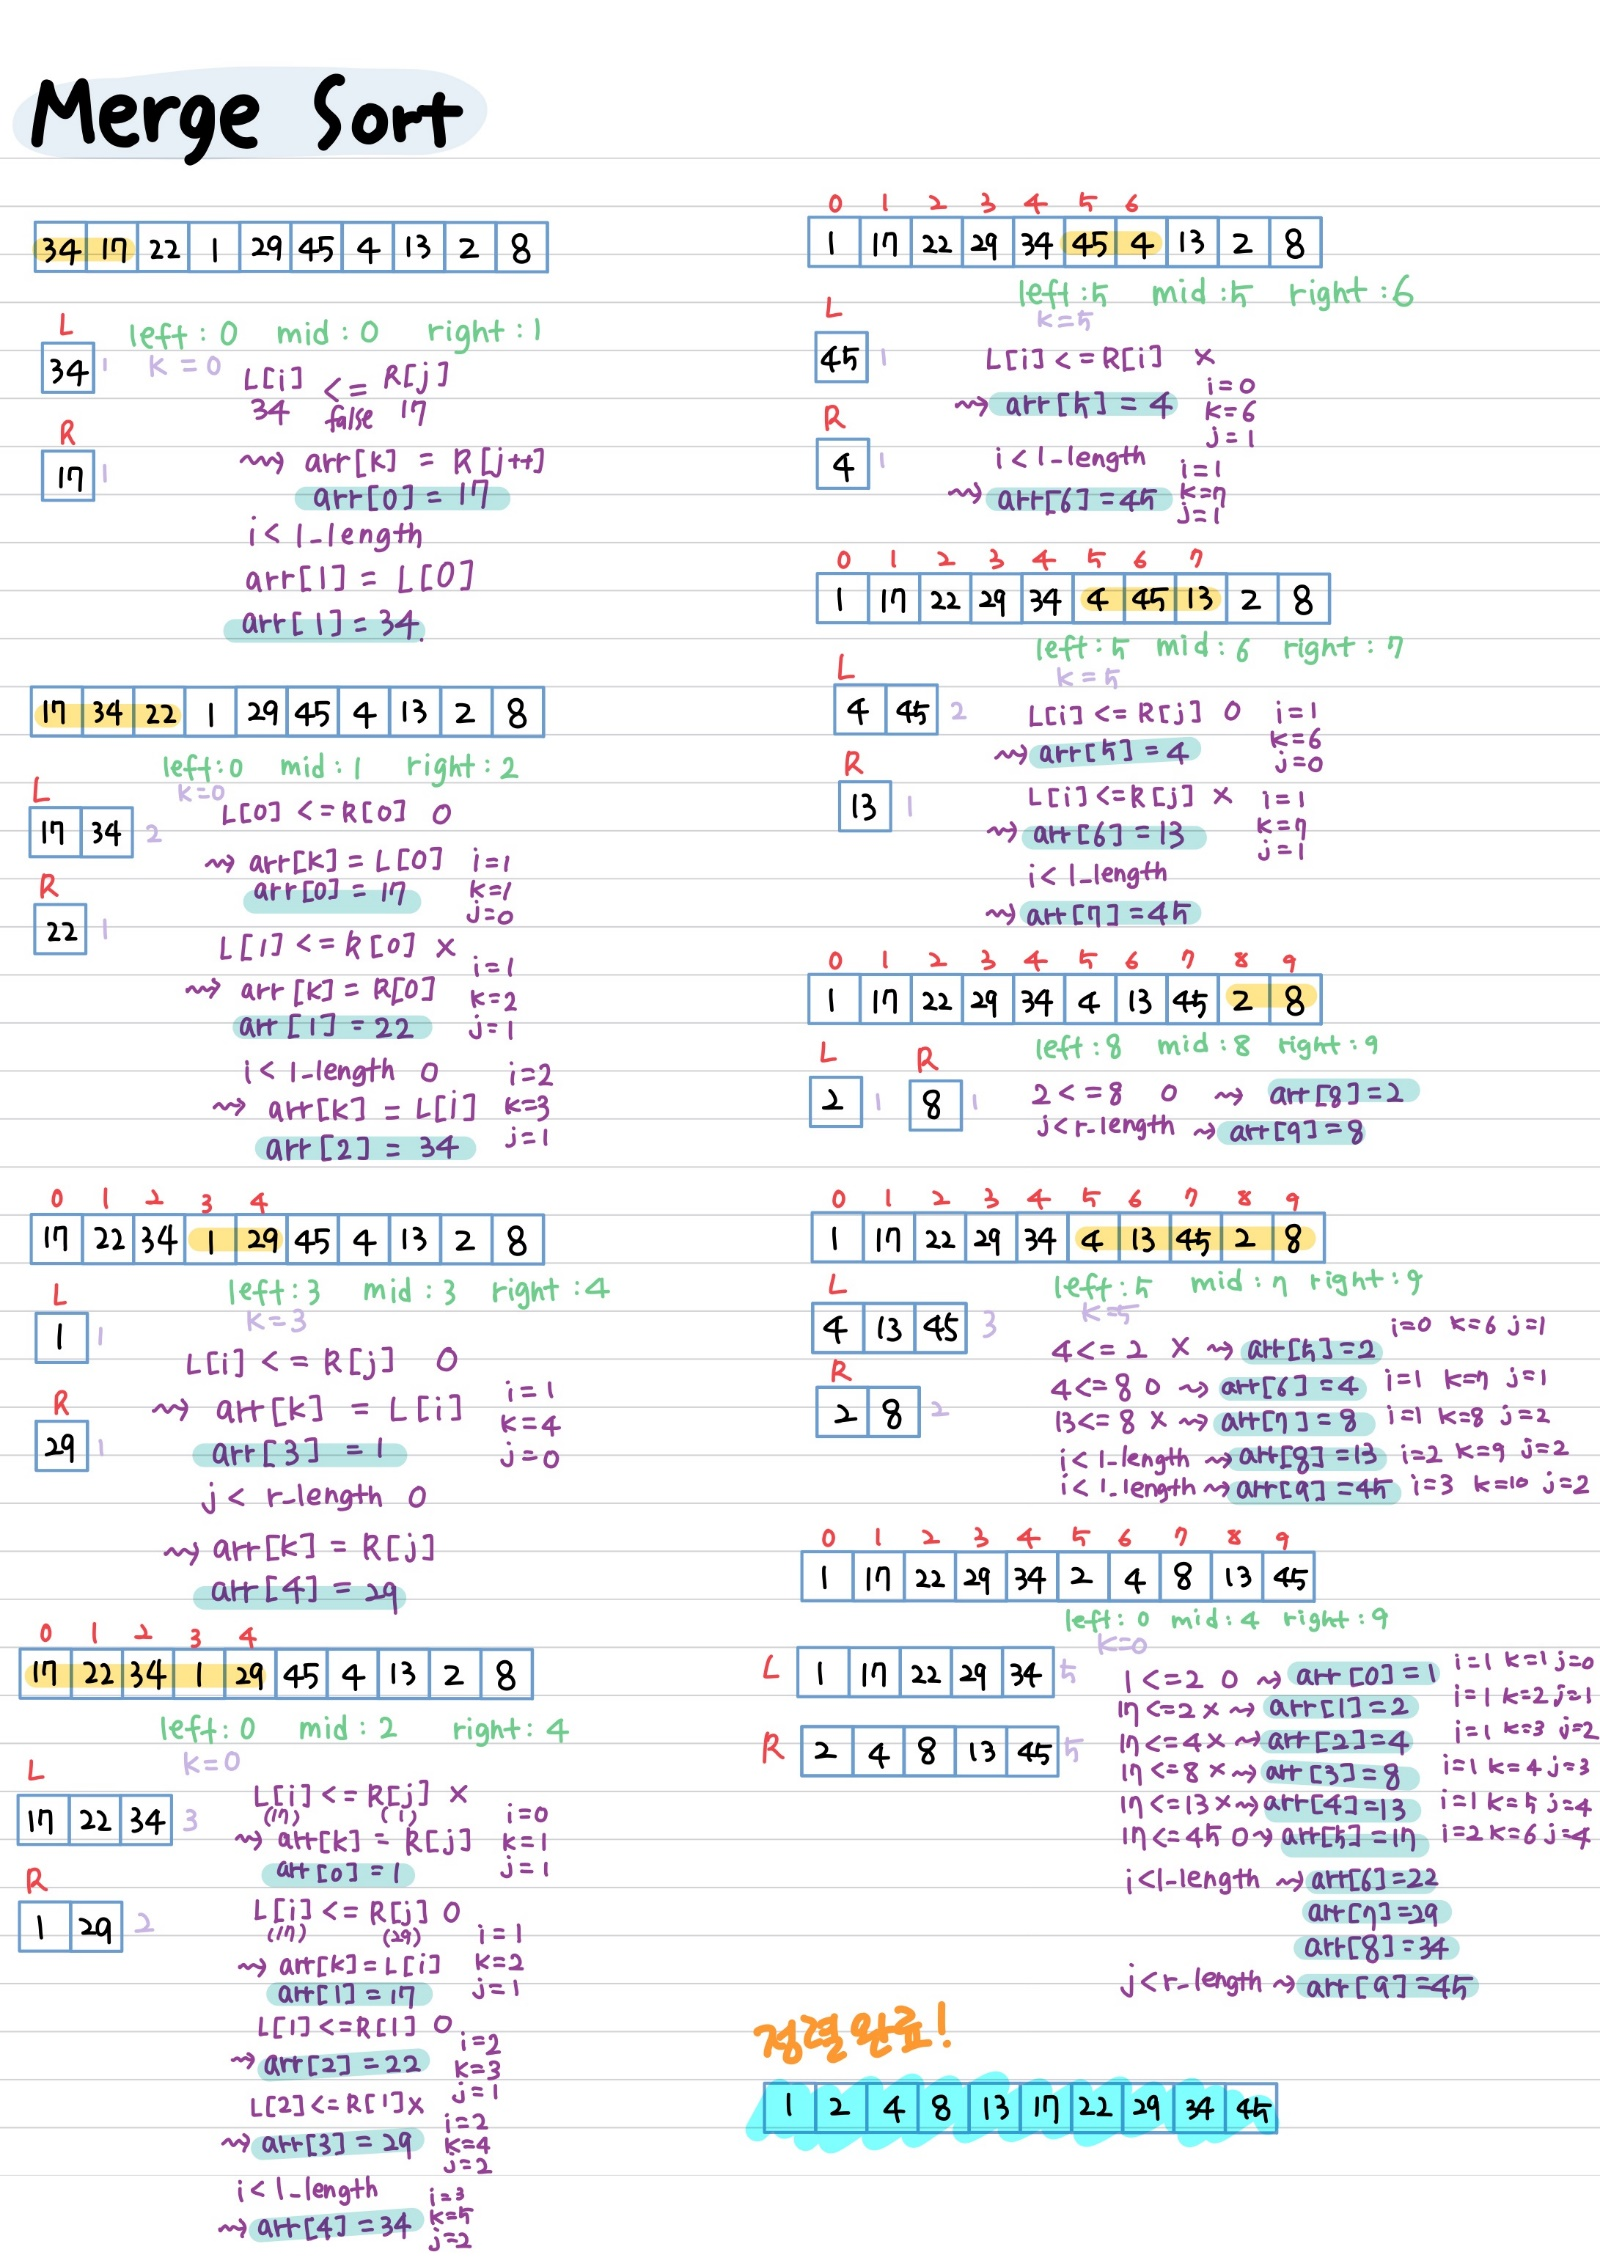 Merge Sort
34 17 22 1 29 45 4 13 2 8
left : 0 mid : 0 right : 1
L
34 1
k = 0
L[i] <= R[j]
34 false 17
R
17 1
⇝ arr[k] = R[j++]
arr[0] = 17
i < l_length
arr[1] = L[0]
arr[1] = 34.
17 34 22 1 29 45 4 13 2 8
left:0 mid : 1 right : 2
k=0
L
17 34 2
L[0] <= R[0] O
R
22 1
⇝ arr[k] = L[0] i=1
arr[0] = 17 k=1
j=0
L[1] <= R[0] x
i=1
⇝ arr[k] = R[0] k=2
arr[1] = 22 j=1
i < l_length O i=2
⇝ arr[k] = L[i] k=3
arr[2] = 34 j=1
0 1 2 3 4
17 22 34 1 29 45 4 13 2 8
left:3 mid : 3 right : 4
k=3
L
1 1
L[i] <= R[j] O
R
29 1
⇝ arr[k] = L[i] i=1
k=4
arr[3] = 1 j=0
j < r_length O
⇝ arr[k] = R[j]
arr[4] = 29
0 1 2 3 4
17 22 34 1 29 45 4 13 2 8
left:0 mid : 2 right : 4
k=0
L
17 22 34 3
R
1 29 2
L[i] <= R[j] x
(17) (1) i=0
⇝ arr[k] = R[j] k=1
arr[0] = 1 j=1
L[i] <= R[j] O
(17) (29) i=1
⇝ arr[k] = L[i] k=2
arr[1] = 17 j=1
L[1] <= R[1] O i=2
⇝ arr[2] = 22 k=3
j=1
L[2] <= R[1] x i=2
⇝ arr[3] = 29 k=4
j=2
i < l_length i=3
⇝ arr[4] = 34 k=5
j=2
0 1 2 3 4 5 6
1 17 22 29 34 45 4 13 2 8
left:5 mid :5 right :6
k=5
L
45 1
R
4 1
L[i] <= R[i] x
i=0
⇝ arr[5] = 4 k=6
j=1
i < l-length i=1
⇝ arr[6] = 45 k=7
j=1
0 1 2 3 4 5 6 7
1 17 22 29 34 4 45 13 2 8
left:5 mid : 6 right : 7
k=5
L
4 45 2
R
13 1
L[i] <= R[j] O i=1
k=6
⇝ arr[5] = 4 j=0
L[i] <= R[j] x i=1
⇝ arr[6] = 13 k=7
j=1
i < l_length
⇝ arr[7] = 45
0 1 2 3 4 5 6 7 8 9
1 17 22 29 34 4 13 45 2 8
left : 8 mid : 8 right : 9
L R
2 1 8 1
2 <= 8 O ⇝ arr[8] = 2
j < r-length ⇝ arr[9] = 8
0 1 2 3 4 5 6 7 8 9
1 17 22 29 34 4 13 45 2 8
left:5 mid : 7 right : 9
k=5
L
4 13 45 3
R
2 8 2
i=0 k=6 j=1
4 <= 2 x ⇝ arr[5] = 2
4 <= 8 O ⇝ arr[6] = 4 i=1 k=7 j=1
13 <= 8 x ⇝ arr[7] = 8 i=1 k=8 j=2
i < l-length ⇝ arr[8] = 13 i=2 k=9 j=2
i < l_length ⇝ arr[9] = 45 i=3 k=10 j=2
0 1 2 3 4 5 6 7 8 9
1 17 22 29 34 2 4 8 13 45
left: 0 mid : 4 right : 9
k=0
L 1 17 22 29 34 5
R 2 4 8 13 45 5
1 <= 2 O ⇝ arr[0] = 1 i=1 k=1 j=0
17 <= 2 x ⇝ arr[1] = 2 i=1 k=2 j=1
17 <= 4 x ⇝ arr[2] = 4 i=1 k=3 j=2
17 <= 8 x ⇝ arr[3] = 8 i=1 k=4 j=3
17 <= 13 x ⇝ arr[4] = 13 i=1 k=5 j=4
17 <= 45 O ⇝ arr[5] = 17 i=2 k=6 j=4
i < l-length ⇝ arr[6] = 22
arr[7] = 29
arr[8] = 34
j < r_length ⇝ arr[9] = 45
정렬완료!
1 2 4 8 13 17 22 29 34 45